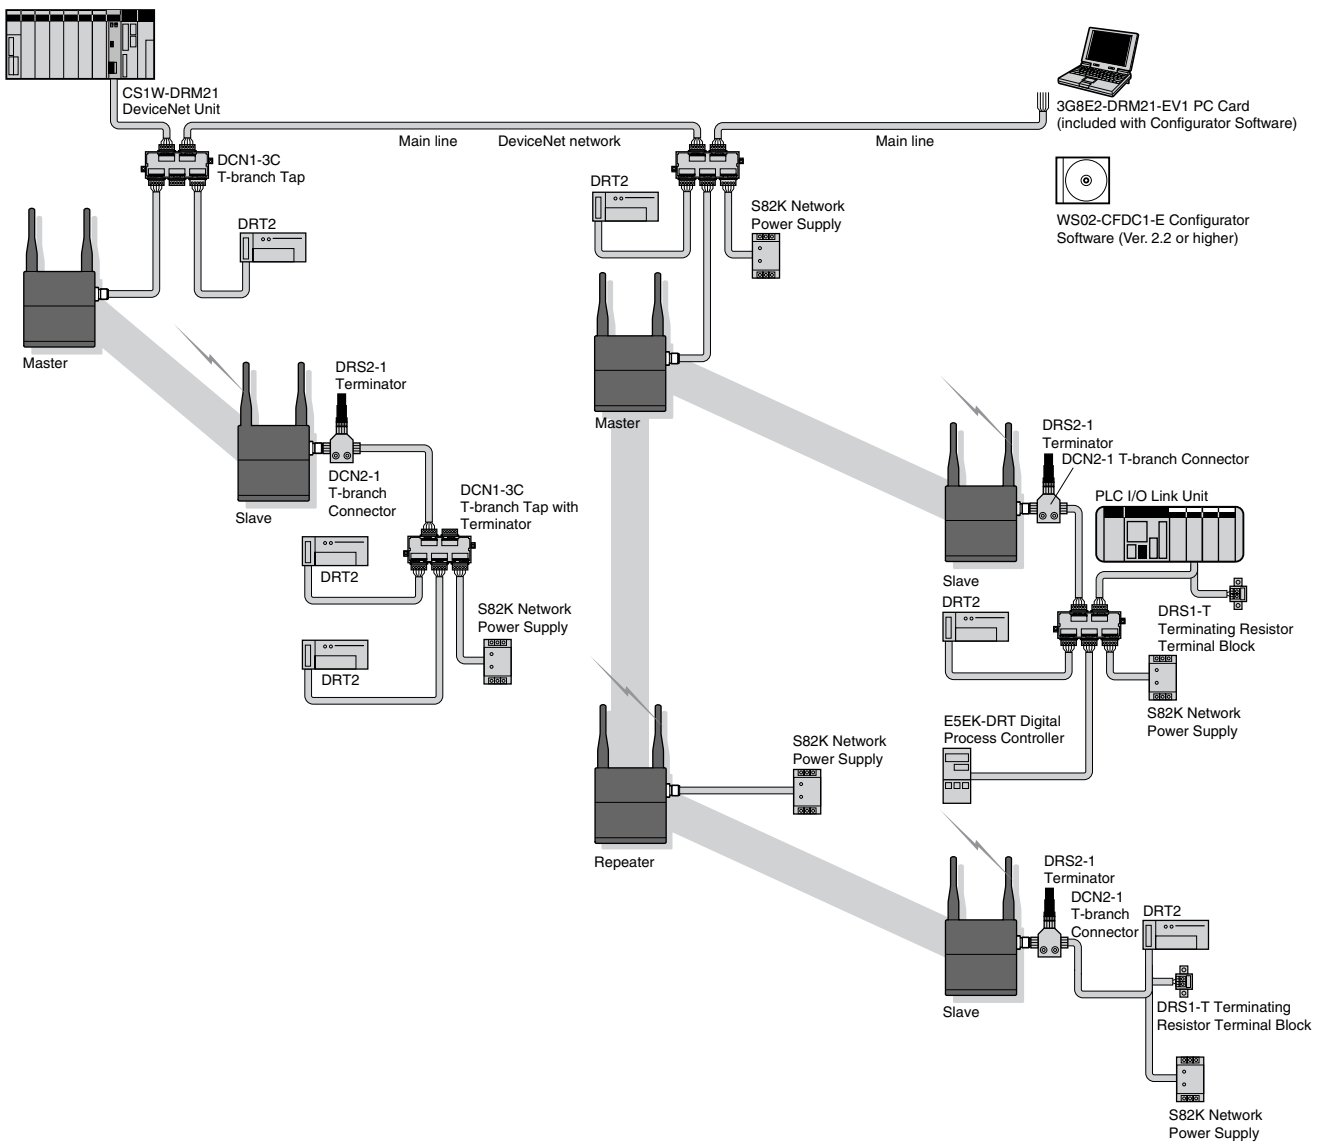 CS1W-DRM21
DeviceNet Unit
3G8E2-DRM21-EV1 PC Card
(included with Configurator Software)
Main line
DeviceNet network
Main line
DCN1-3C
T-branch Tap
DRT2
S82K Network
Power Supply
WS02-CFDC1-E Configurator
Software (Ver. 2.2 or higher)
DRT2
Master
DRS2-1
Terminator
Master
DRS2-1
Terminator
DCN2-1 T-branch Connector
DCN2-1
T-branch
Connector
DCN1-3C
T-branch Tap with
Terminator
PLC I/O Link Unit
Slave
DRT2
Slave
DRT2
S82K Network
Power Supply
DRS1-T
Terminating Resistor
Terminal Block
DRT2
S82K Network
Power Supply
E5EK-DRT Digital
Process Controller
S82K Network
Power Supply
Repeater
DRS2-1
Terminator
DCN2-1
T-branch
Connector
DRT2
Slave
DRS1-T Terminating
Resistor Terminal Block
S82K Network
Power Supply